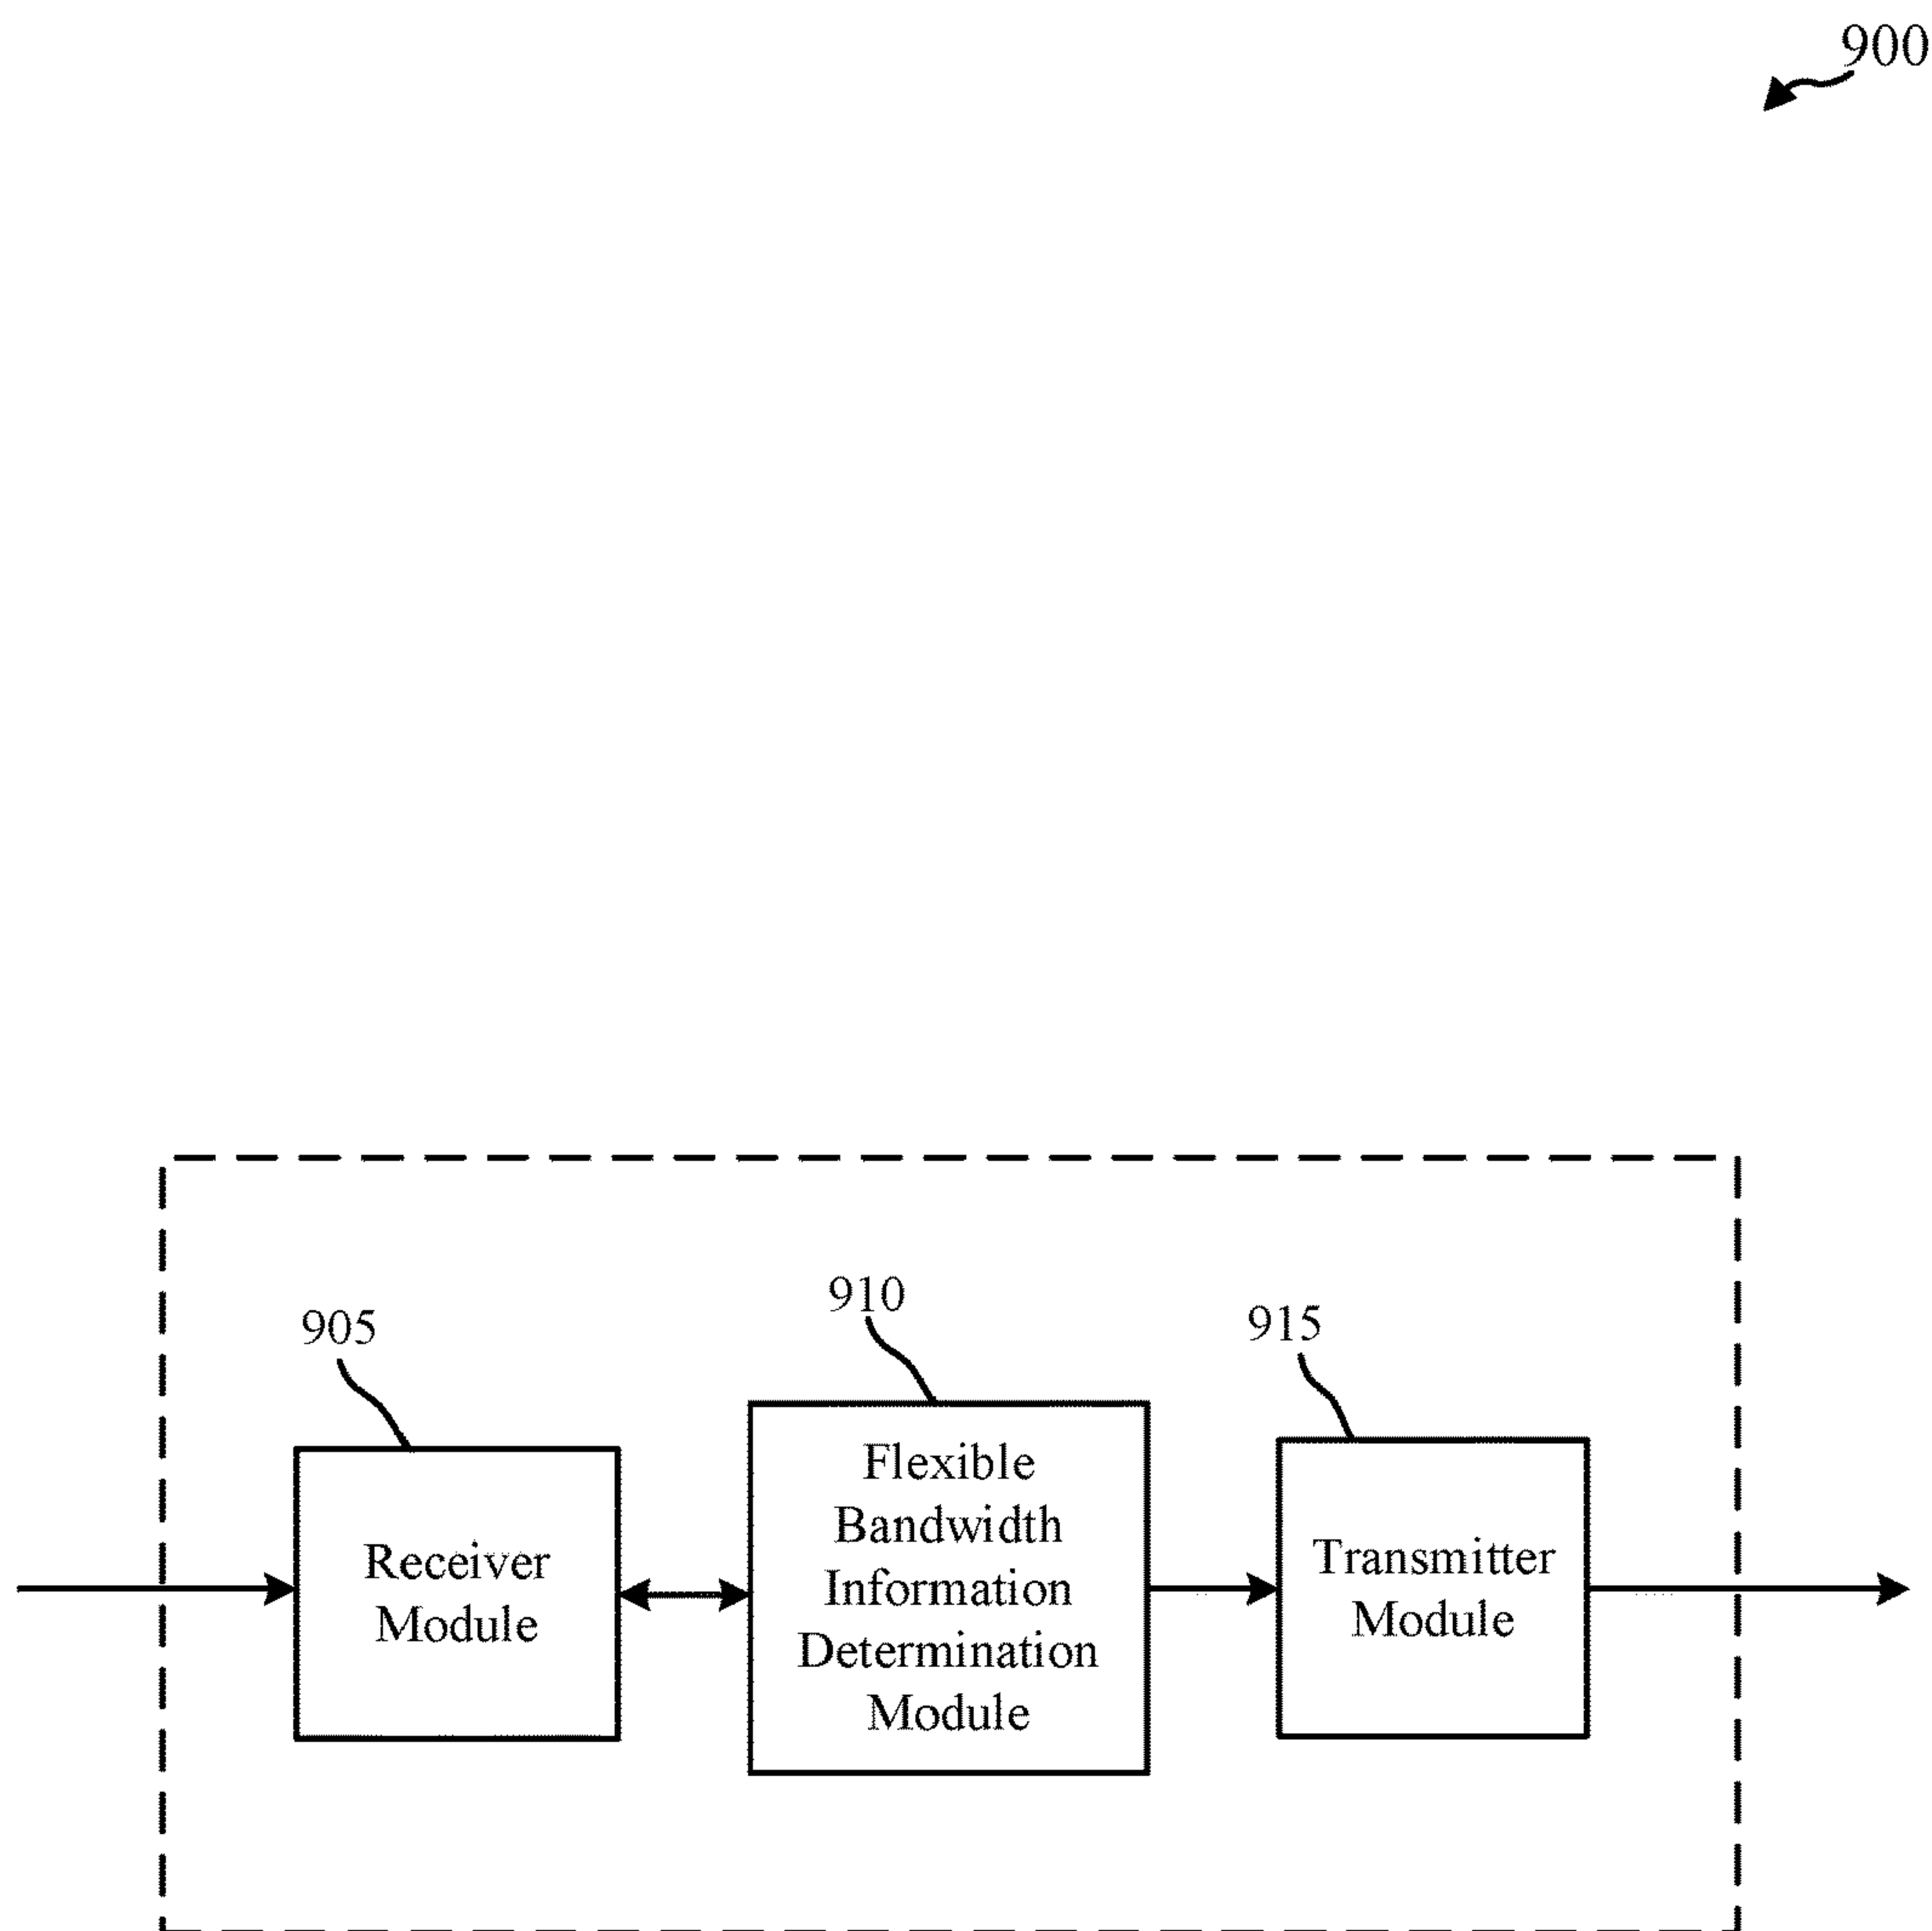 900
910
915
905
Flexible
Bandwidth
Information
Determination
Module
Receiver
Module
Transmitter
Module